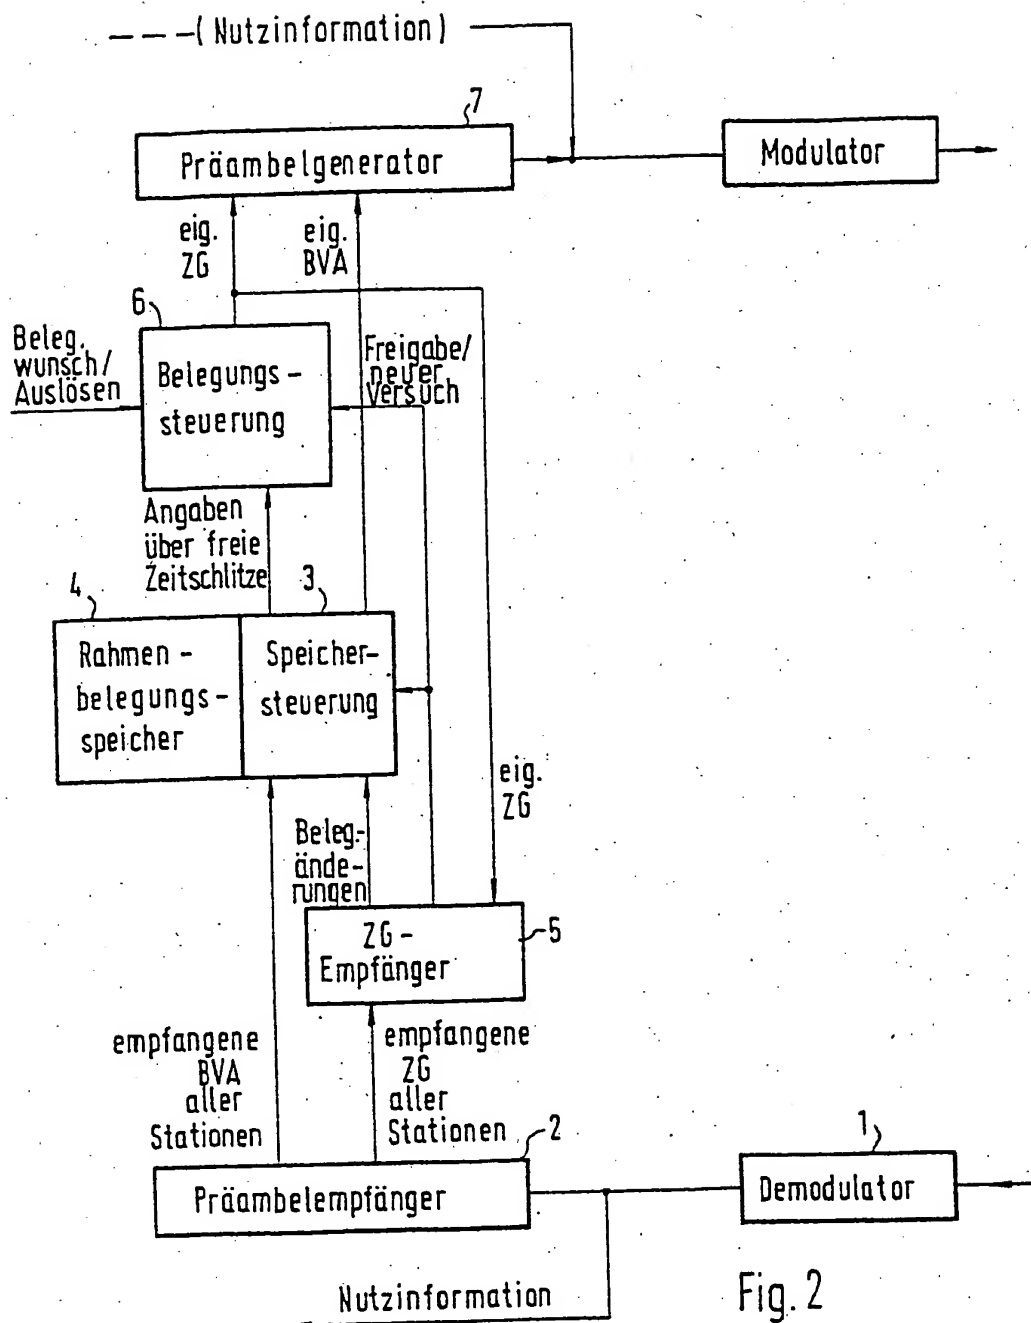 ---(Nutzinformation)
7
Präambelgenerator
Modulator
eig.
ZG
eig.
BVA
6
Beleg.
wunsch/
Auslösen
Belegungs-
steuerung
Freigabe/
neuer
Versuch
Angaben
über freie
Zeitschlitze
4
3
Rahmen-
belegungs-
speicher
Speicher-
steuerung
eig.
ZG
Beleg-
ände-
rungen
ZG-
Empfänger
5
empfangene
BVA
aller
Stationen
empfangene
ZG
aller
Stationen
2
1
Präambelempfänger
Demodulator
Nutzinformation
Fig. 2